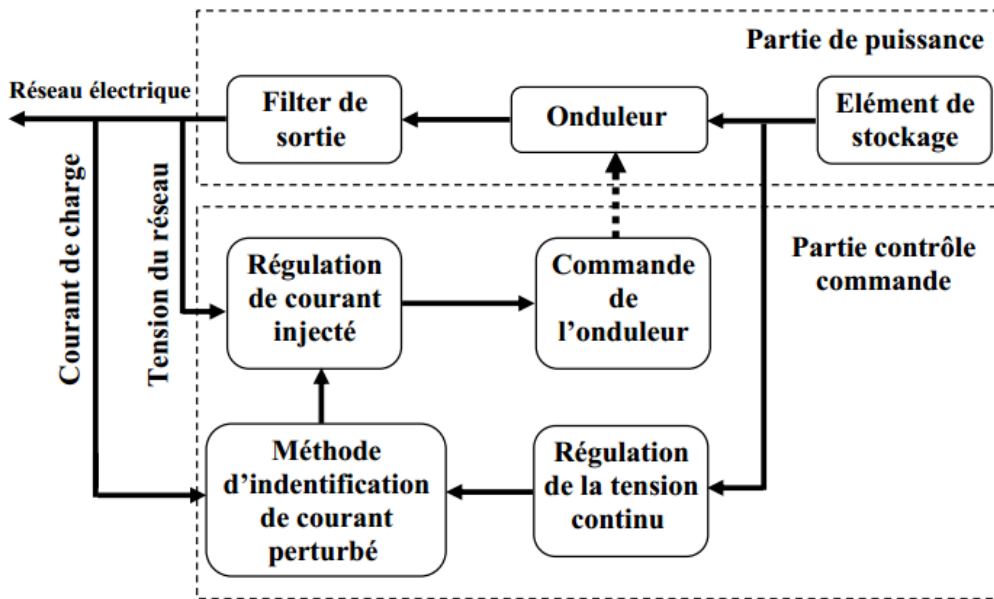 Partie de puissance
Réseau électrique
Filter de
sortie
Onduleur
Elément de
stockage
Courant de charge
Tension du réseau
Régulation
de courant
injecté
Commande
de
l’onduleur
Partie contrôle
commande
Méthode
d’indentification
de courant
perturbé
Régulation
de la tension
continu